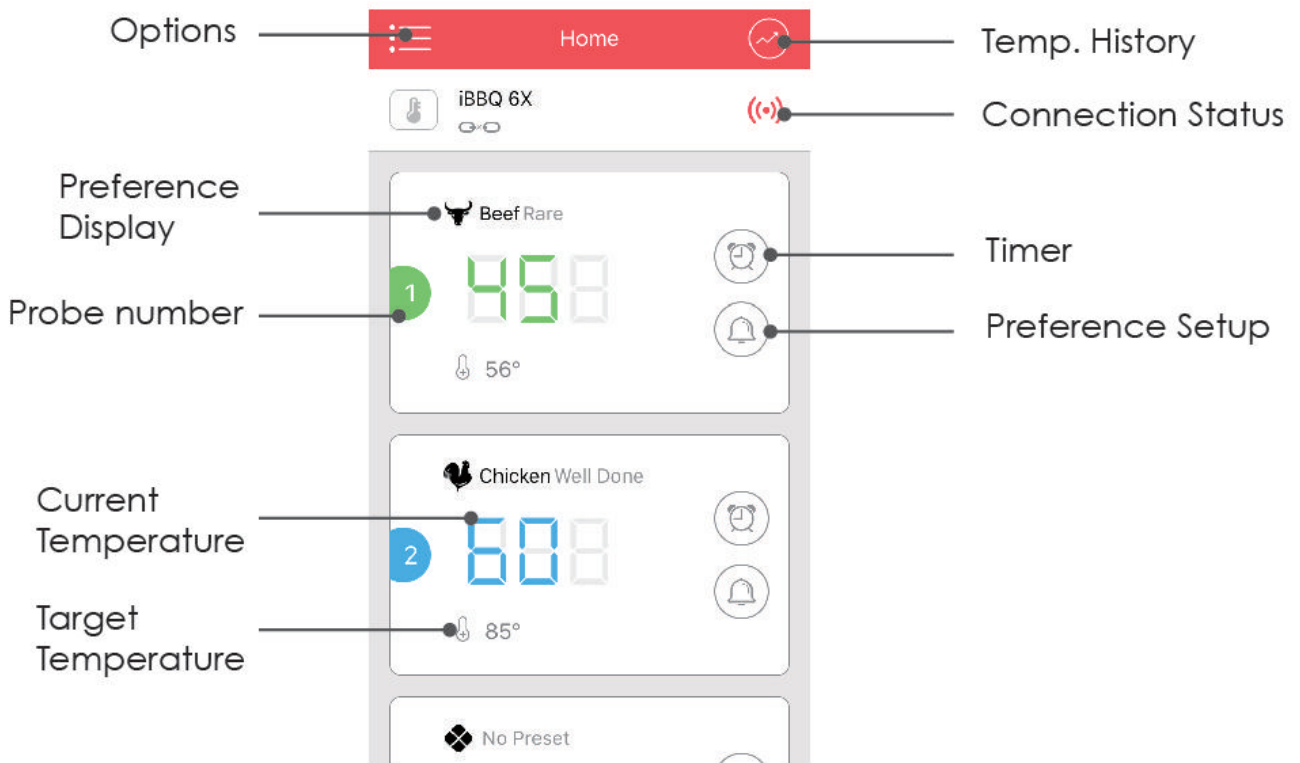 Options
Home
Temp. History
iBBQ 6X
Connection Status
Preference
Display
Beef Rare
Timer
1
45
Probe number
Preference Setup
56°
Chicken Well Done
Current
Temperature
2
60
Target
Temperature
85°
No Preset